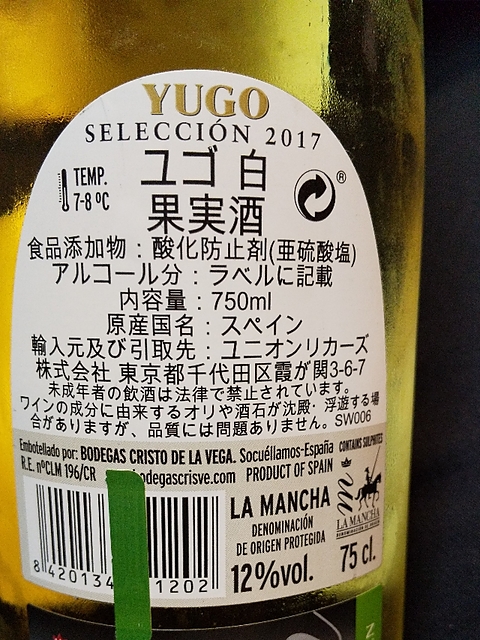 YUGO
SELECCIÓN 2017
TEMP.
7-8 ºC
ユゴ 白
®
果実酒
食品添加物：酸化防止剤(亜硫酸塩)
アルコール分：ラベルに記載
内容量：750ml
原産国名：スペイン
輸入元及び引取先：ユニオンリカーズ
株式会社 東京都千代田区霞が関3-6-7
未成年者の飲酒は法律で禁止されています。
ワインの成分に由来するオリや酒石が沈殿・浮遊する場
合がありますが、品質には問題ありません。SW006
Embotellado por: BODEGAS CRISTO DE LA VEGA. Socuéllamos-España CONTAINS SULPHITES
R.E. nºCLM 196/CR bodegascrisve.com PRODUCT OF SPAIN
LA MANCHA
DENOMINACIÓN
DE ORIGEN PROTEGIDA
m
LA MANCHA
8 420134 1202
12%vol. 75 cl.